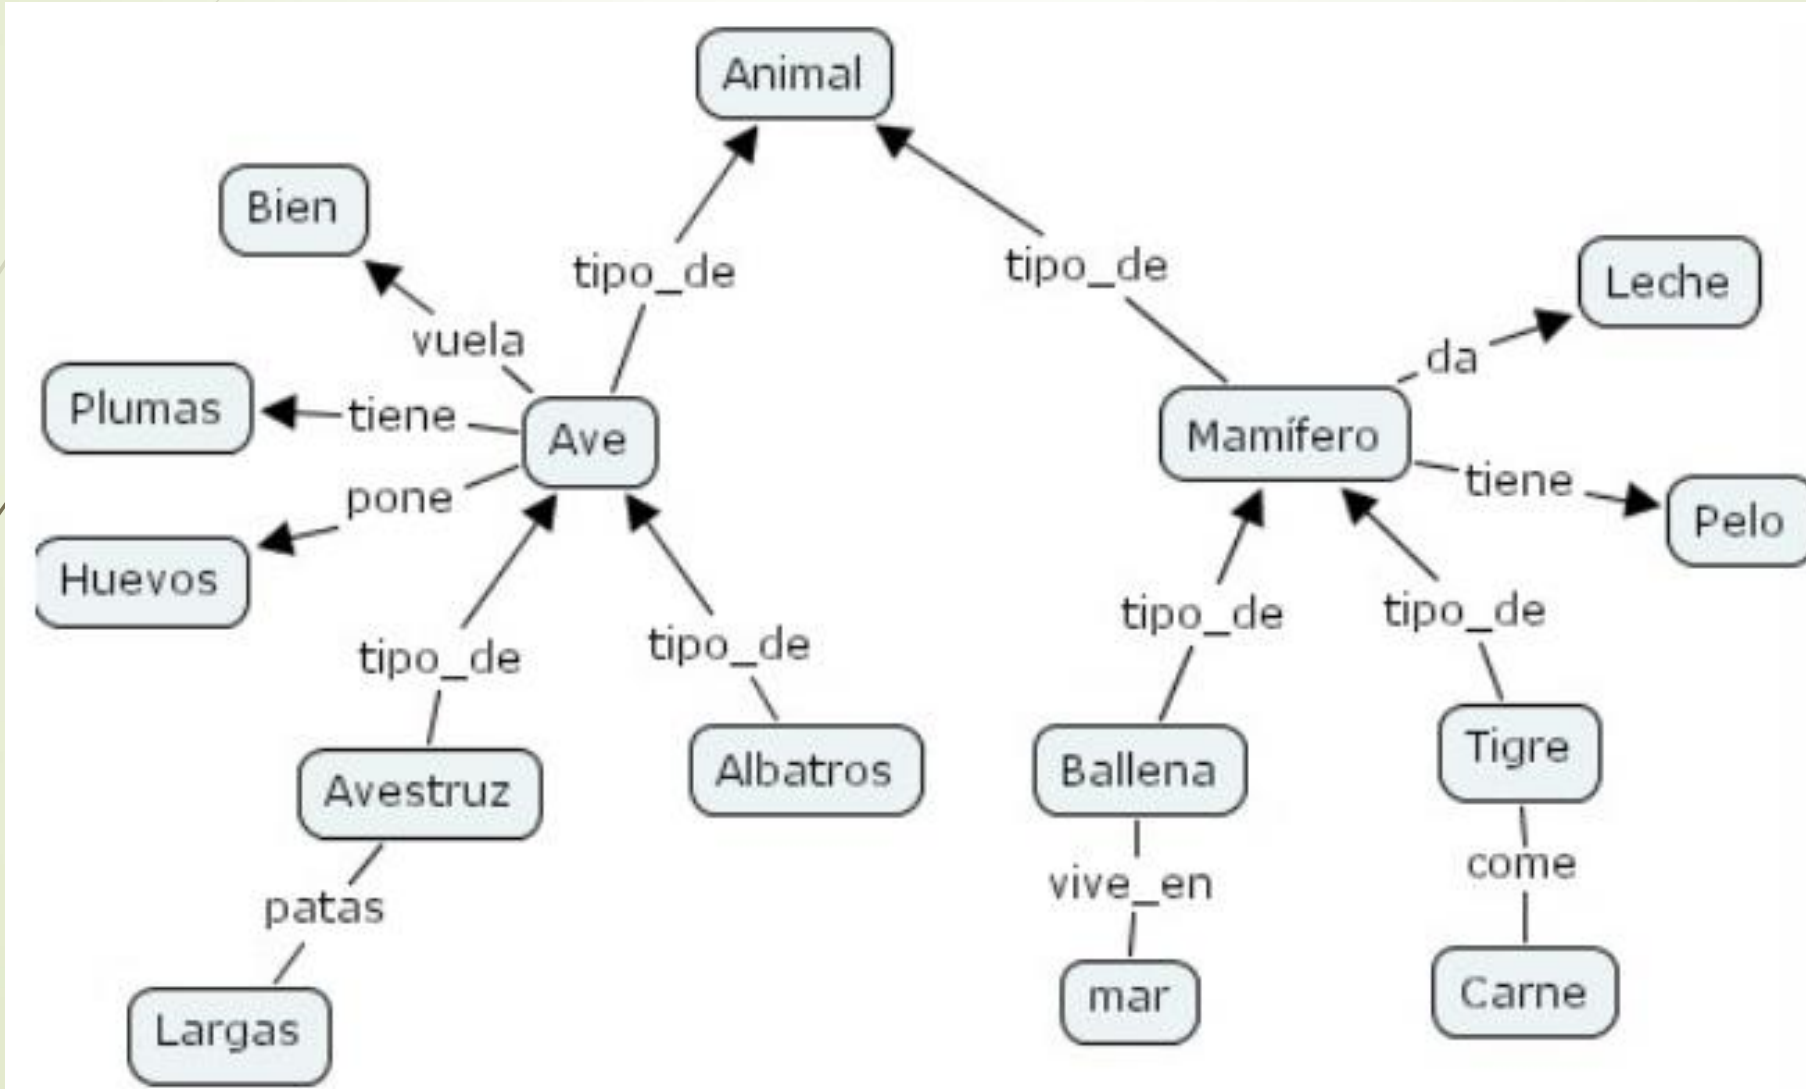 Animal
Bien
tipo_de
tipo_de
Leche
vuela
da
Plumas
tiene
Ave
Mamífero
tiene
pone
Pelo
Huevos
tipo_de
tipo_de
tipo_de
tipo_de
Avestruz
Albatros
Ballena
Tigre
patas
vive_en
come
Largas
mar
Carne